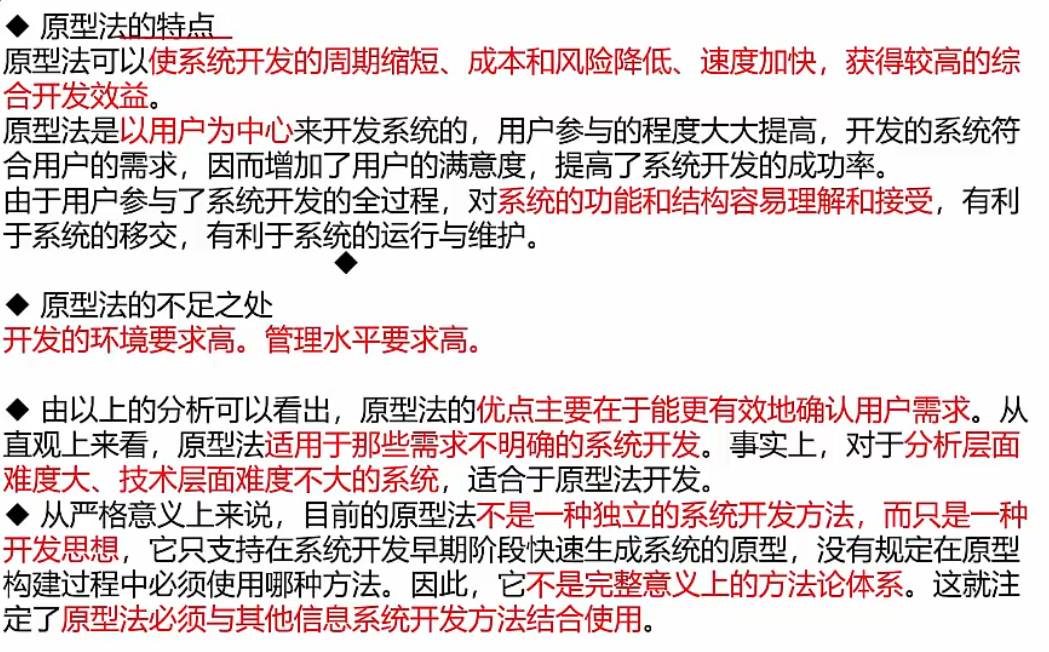 ◆ 原型法的特点
原型法可以使系统开发的周期缩短、成本和风险降低、速度加快，获得较高的综
合开发效益。
原型法是以用户为中心来开发系统的，用户参与的程度大大提高，开发的系统符
合用户的需求，因而增加了用户的满意度，提高了系统开发的成功率。
由于用户参与了系统开发的全过程，对系统的功能和结构容易理解和接受，有利
于系统的移交，有利于系统的运行与维护。
◆
◆ 原型法的不足之处
开发的环境要求高。管理水平要求高。
◆ 由以上的分析可以看出，原型法的优点主要在于能更有效地确认用户需求。从
直观上来看，原型法适用于那些需求不明确的系统开发。事实上，对于分析层面
难度大、技术层面难度不大的系统，适合于原型法开发。
◆ 从严格意义上来说，目前的原型法不是一种独立的系统开发方法，而只是一种
开发思想，它只支持在系统开发早期阶段快速生成系统的原型，没有规定在原型
构建过程中必须使用哪种方法。因此，它不是完整意义上的方法论体系。这就注
定了原型法必须与其他信息系统开发方法结合使用。